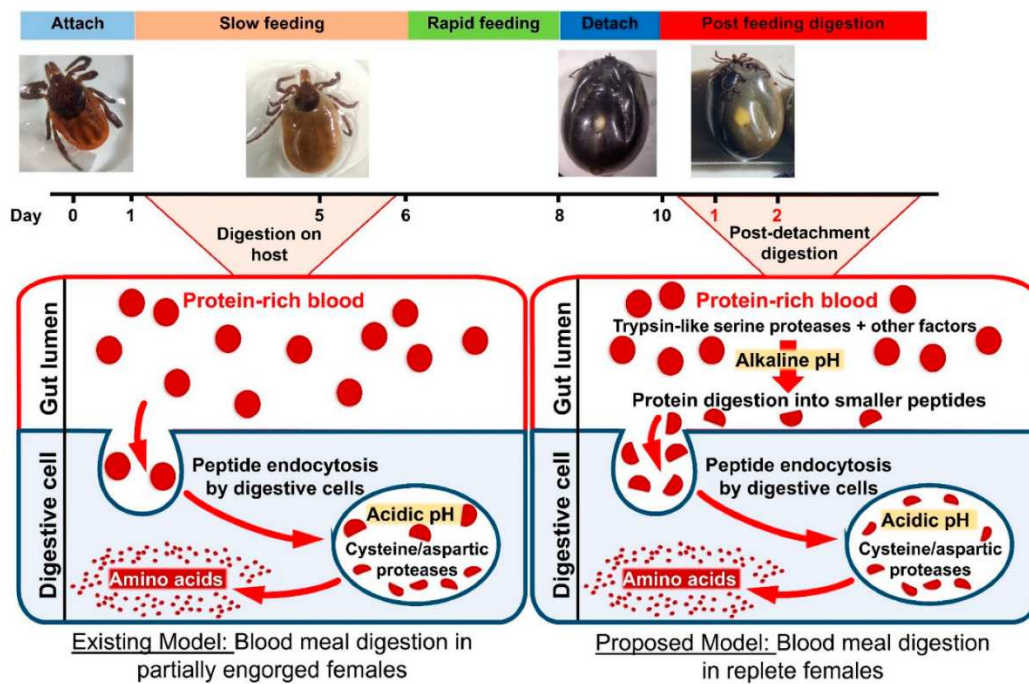 Attach
Slow feeding
Rapid feeding
Detach
Post feeding digestion
Day
0
1
5
6
8
10
1
2
Digestion on
host
Post-detachment
digestion
Gut lumen
Protein-rich blood
Digestive cell
Peptide endocytosis
by digestive cells
Acidic pH
Cysteine/aspartic
proteases
Amino acids
Existing Model: Blood meal digestion in
partially engorged females
Gut lumen
Protein-rich blood
Trypsin-like serine proteases + other factors
Alkaline pH
Protein digestion into smaller peptides
Digestive cell
Peptide endocytosis
by digestive cells
Acidic pH
Cysteine/aspartic
proteases
Amino acids
Proposed Model: Blood meal digestion
in replete females